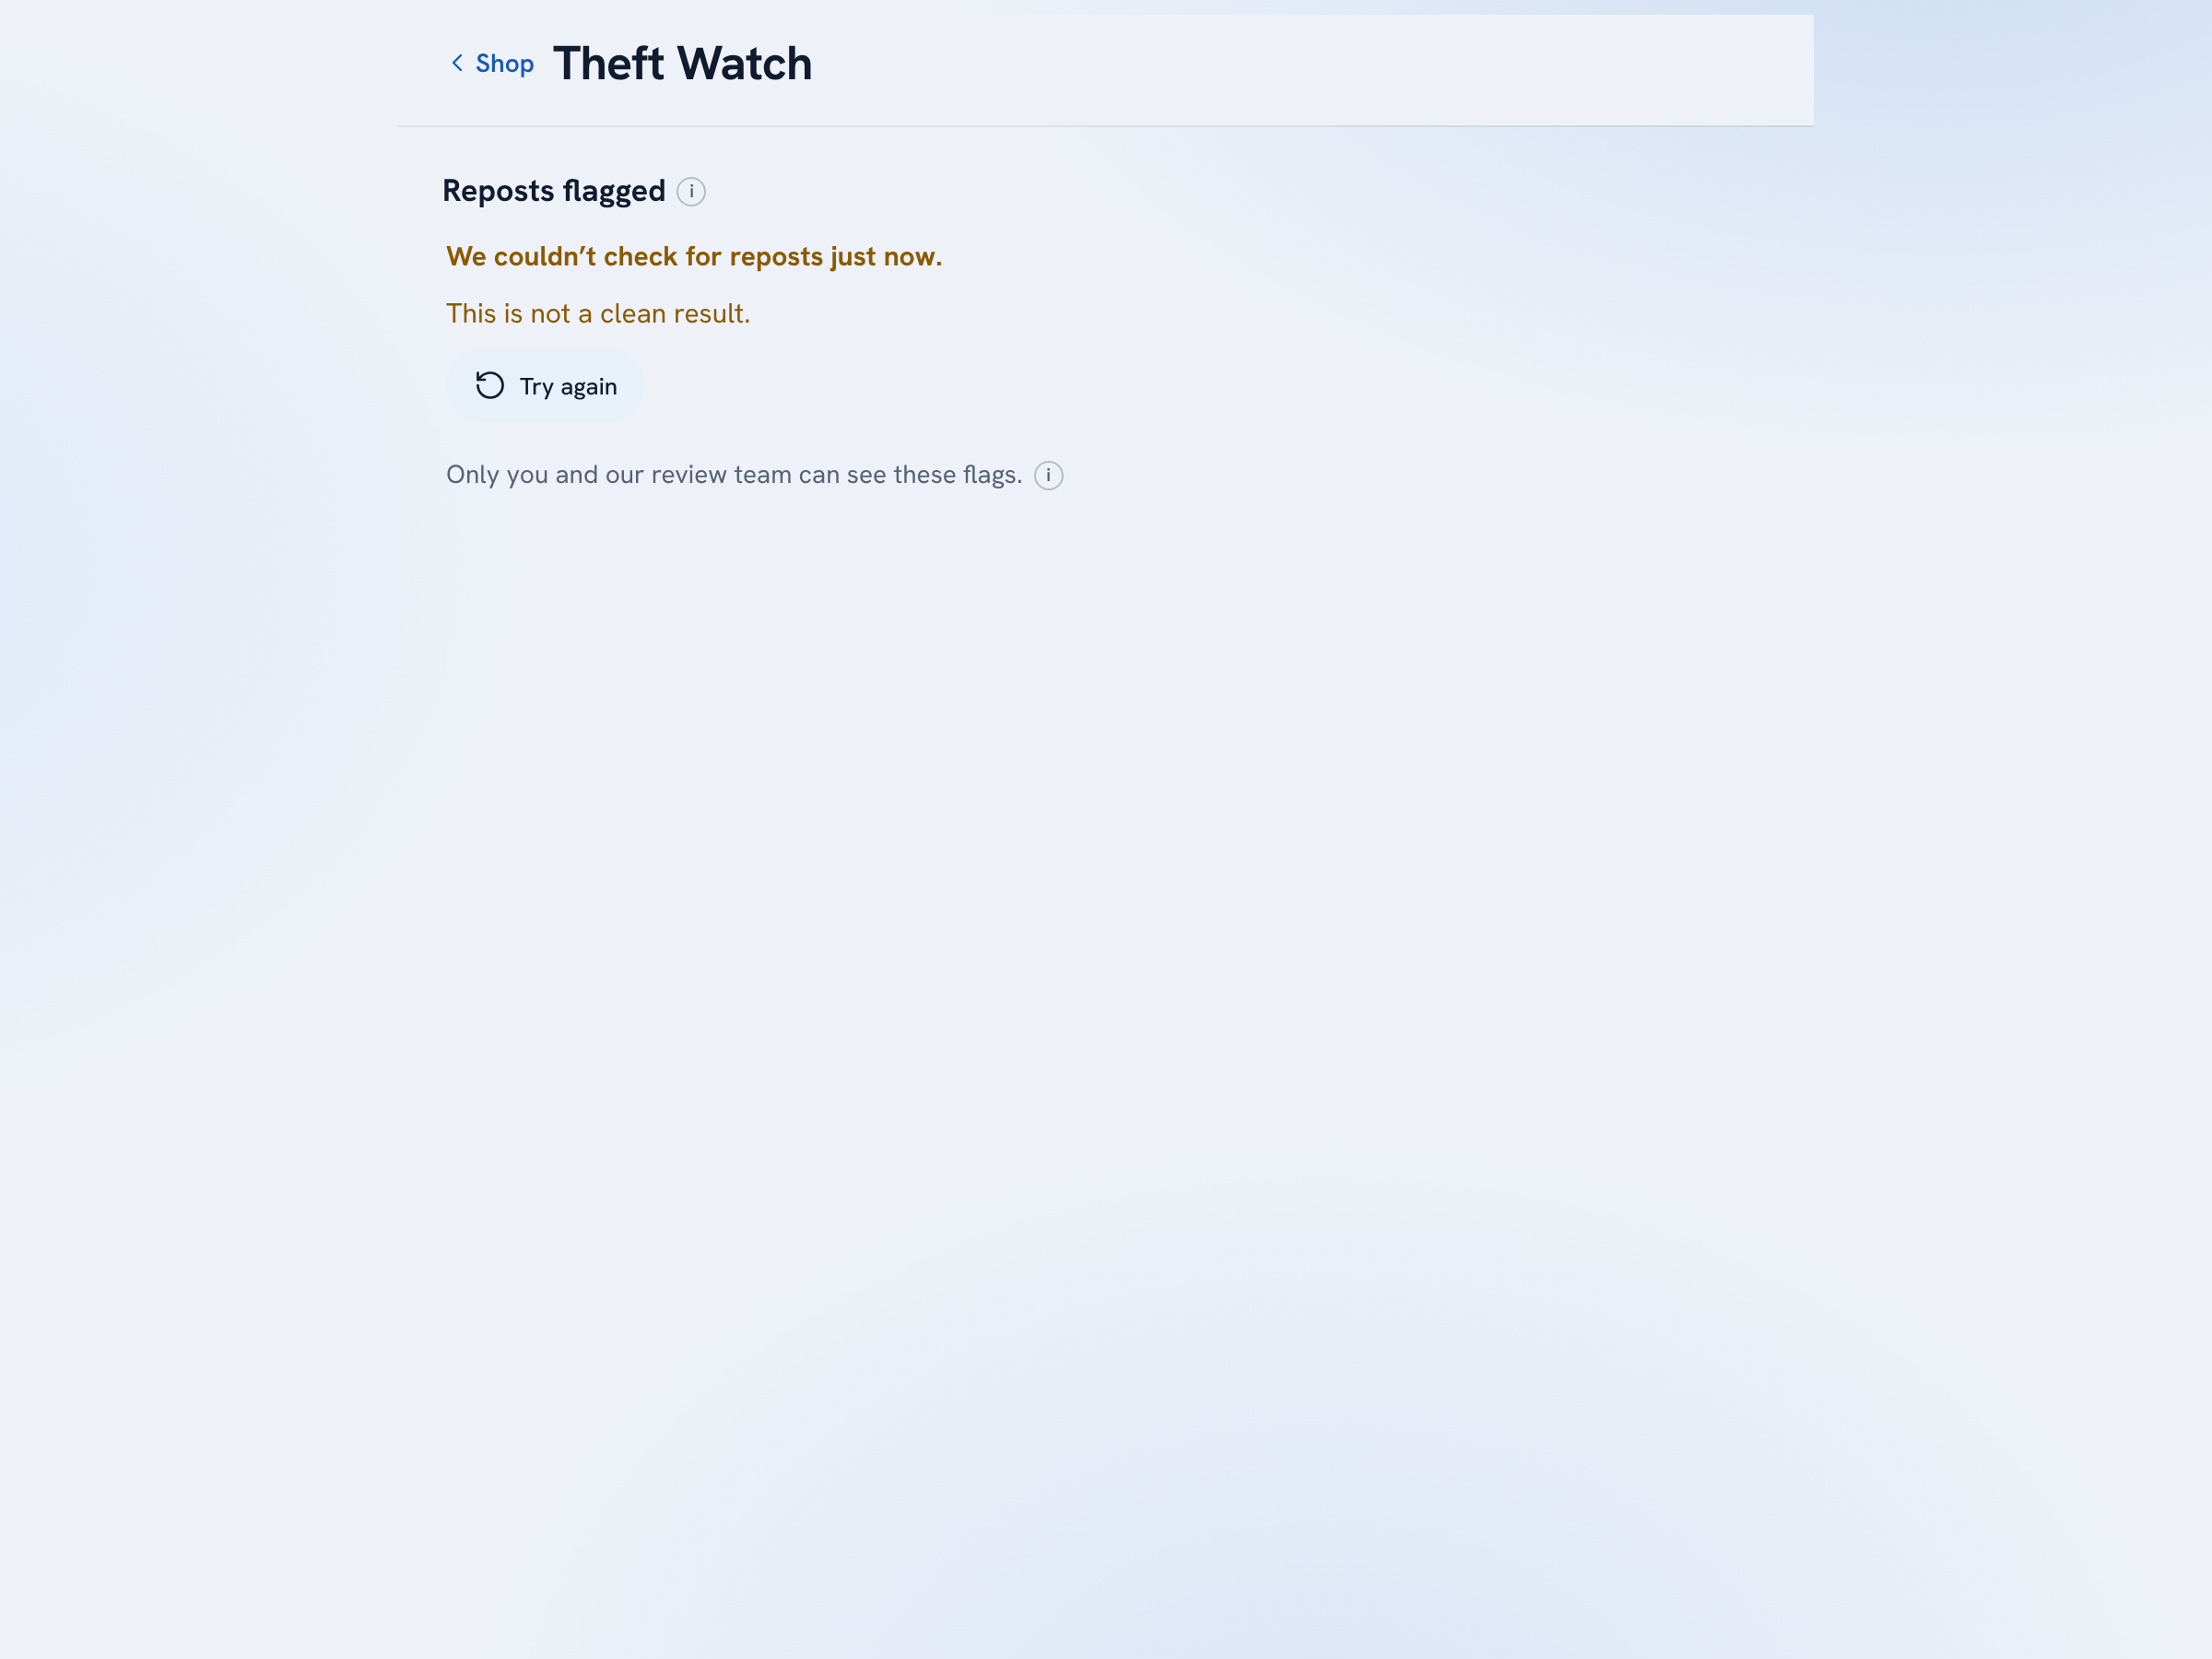 Shop Theft Watch
Reposts flagged i
We couldn’t check for reposts just now.
This is not a clean result.
Try again
Only you and our review team can see these flags. i